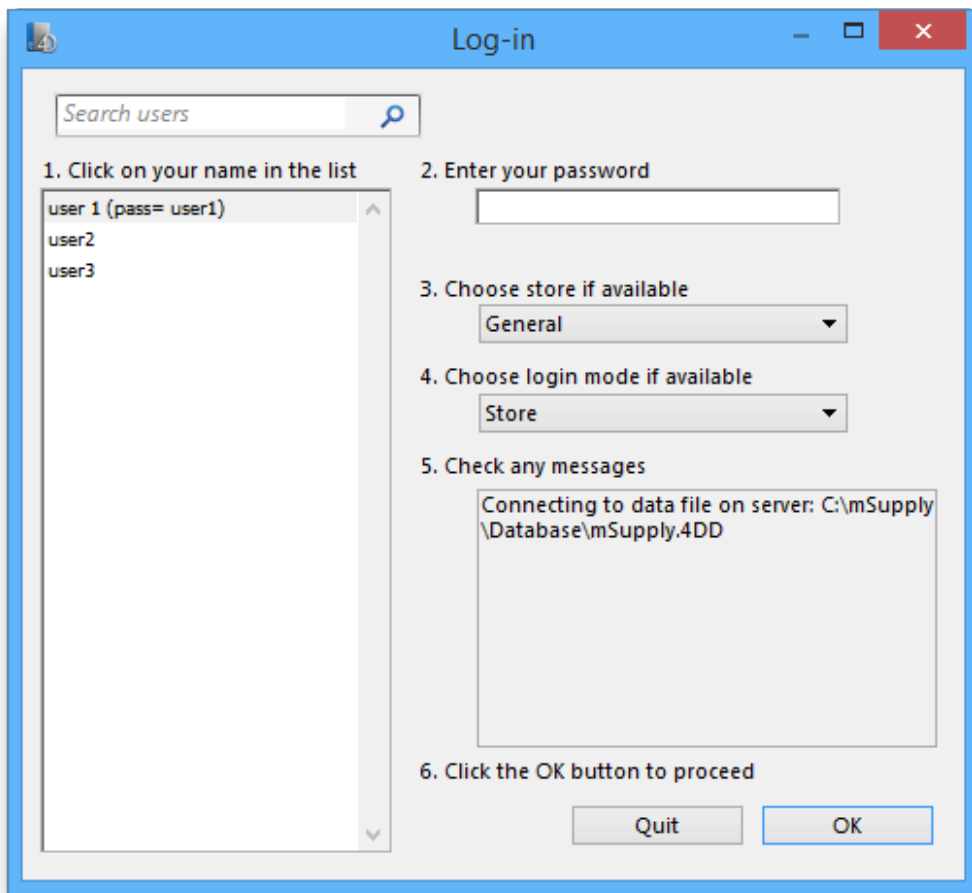 Log-in
Search users
1. Click on your name in the list
user 1 (pass= user1)
user2
user3
2. Enter your password
3. Choose store if available
General
4. Choose login mode if available
Store
5. Check any messages
Connecting to data file on server: C:\mSupply
\Database\mSupply.4DD
6. Click the OK button to proceed
Quit
OK